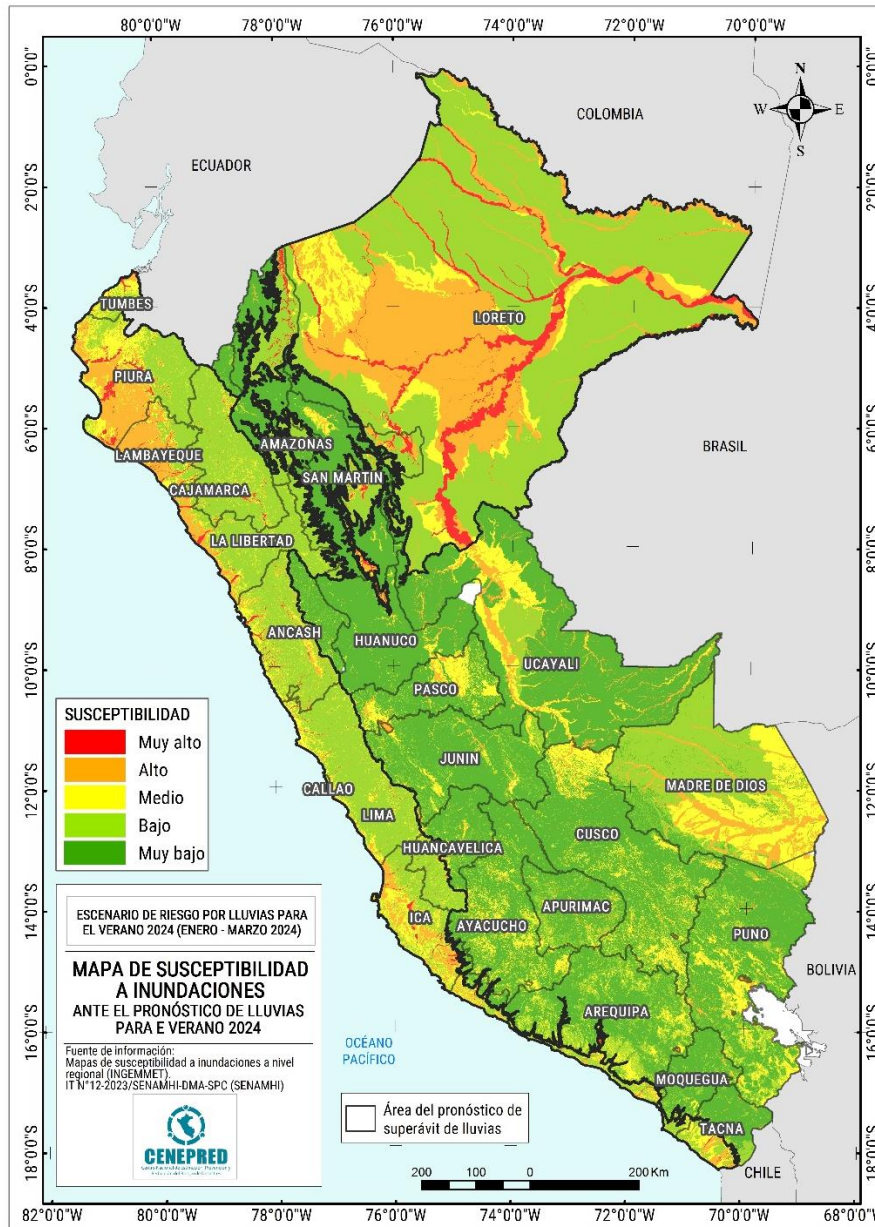 80°0'0"W 78°0'0"W 76°0'0"W 74°0'0"W 72°0'0"W 70°0'0"W
0°0'0"
2°0'0"S
4°0'0"S
6°0'0"S
8°0'0"S
10°0'0"S
12°0'0"S
14°0'0"S
16°0'0"S
18°0'0"S
N
W E
S
COLOMBIA
ECUADOR
TUMBES
LORETO
PIURA
BRASIL
AMAZONAS
LAMBAYEQUE
SAN MARTIN
CAJAMARCA
LA LIBERTAD
ANCASH
HUANUCO
UCAYALI
PASCO
JUNIN
MADRE DE DIOS
CALLAO
LIMA
CUSCO
HUANCAVELICA
APURIMAC
ICA
AYACUCHO
PUNO
BOLIVIA
AREQUIPA
OCÉANO
PACÍFICO
MOQUEGUA
TACNA
CHILE
SUSCEPTIBILIDAD
Muy alto
Alto
Medio
Bajo
Muy bajo
ESCENARIO DE RIESGO POR LLUVIAS PARA
EL VERANO 2024 (ENERO - MARZO 2024)
MAPA DE SUSCEPTIBILIDAD
A INUNDACIONES
ANTE EL PRONÓSTICO DE LLUVIAS
PARA E VERANO 2024
Fuente de información:
Mapas de susceptibilidad a inundaciones a nivel
regional (INGEMMET).
IT N°12-2023/SENAMHI-DMA-SPC (SENAMHI)
CENEPRED
Área del pronóstico de
superávit de lluvias
200 100 0 200 Km
82°0'0"W 80°0'0"W 78°0'0"W 76°0'0"W 74°0'0"W 72°0'0"W 70°0'0"W 68°0'0"W